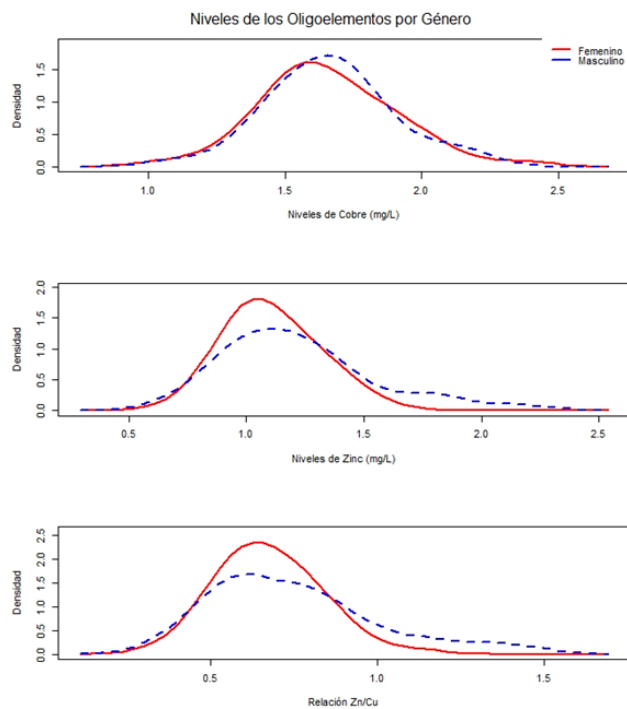 Niveles de los Oligoelementos por Género
Femenino
Masculino
Densidad
0.0 0.5 1.0 1.5
1.0 1.5 2.0 2.5
Niveles de Cobre (mg/L)
Densidad
0.0 0.5 1.0 1.5 2.0
0.5 1.0 1.5 2.0 2.5
Niveles de Zinc (mg/L)
Densidad
0.0 0.5 1.0 1.5 2.0 2.5
0.5 1.0 1.5
Relación Zn/Cu